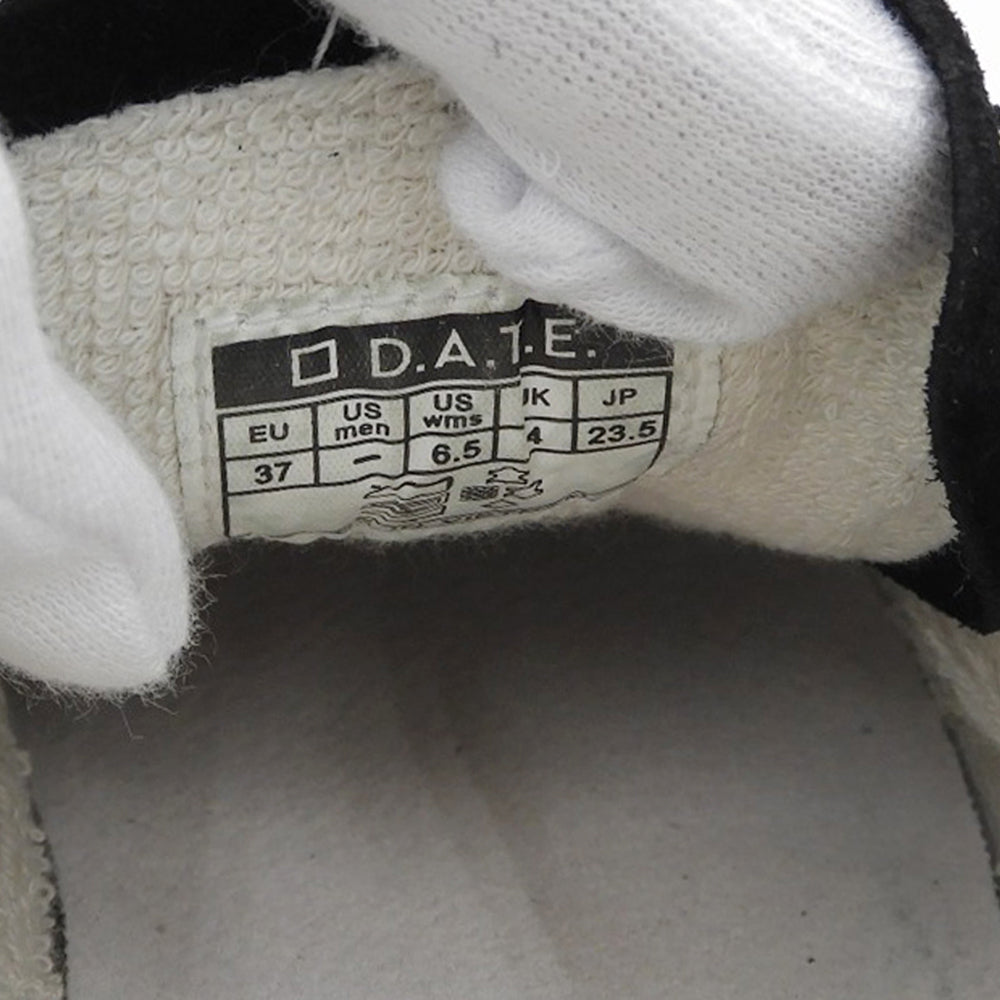 D.A.T.E.
EU US men US wms UK JP
37 - 6.5 4 23.5